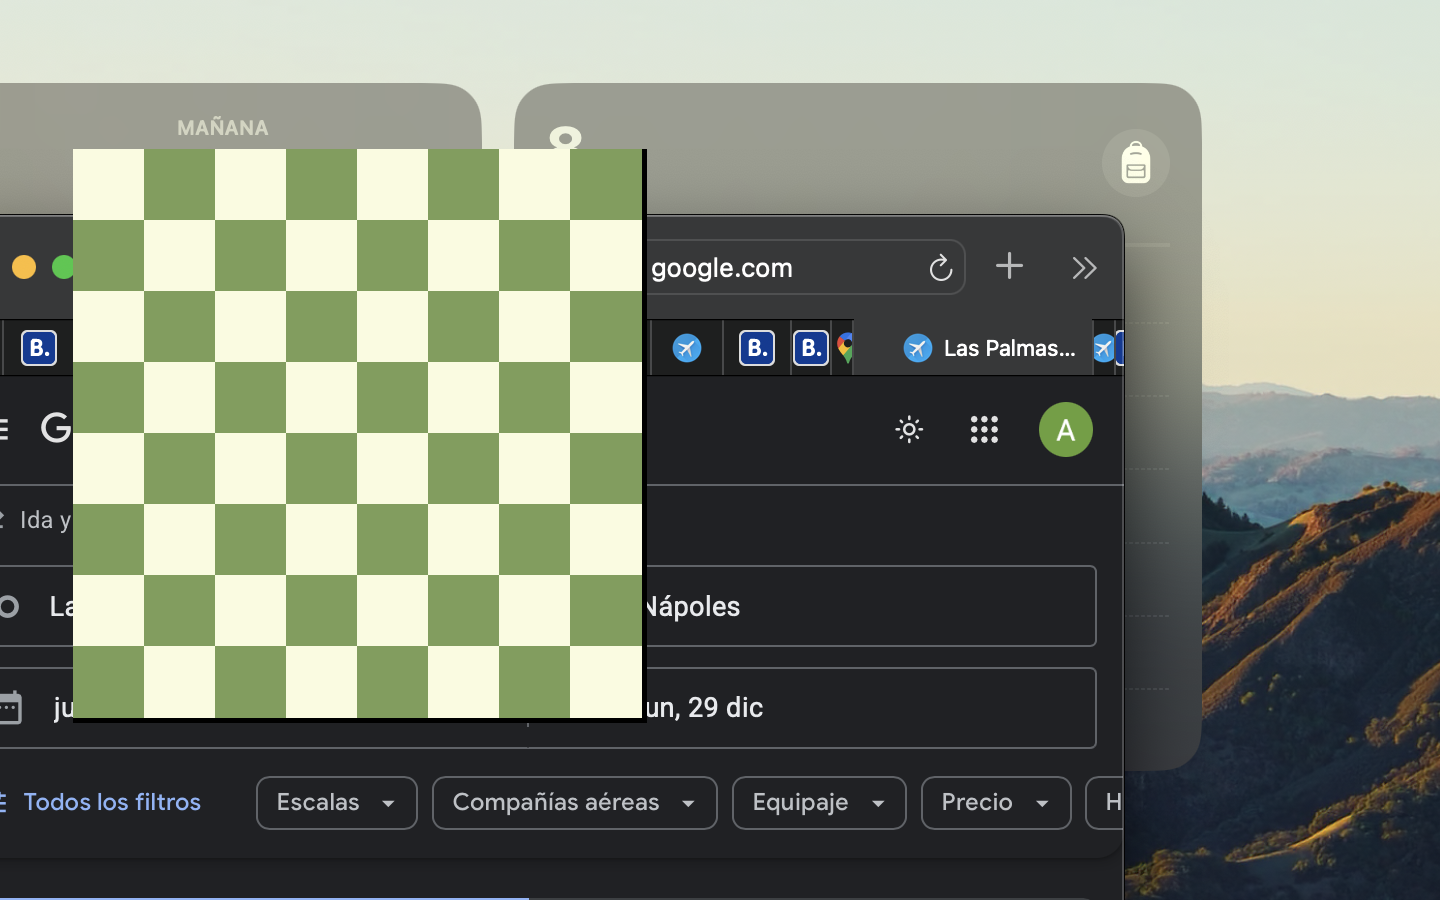 MAÑANA
google.com
B.
B.
B.
Las Palmas...
G
A
Ida y
La
Nápoles
ju
un, 29 dic
Todos los filtros
Escalas
Compañías aéreas
Equipaje
Precio
H